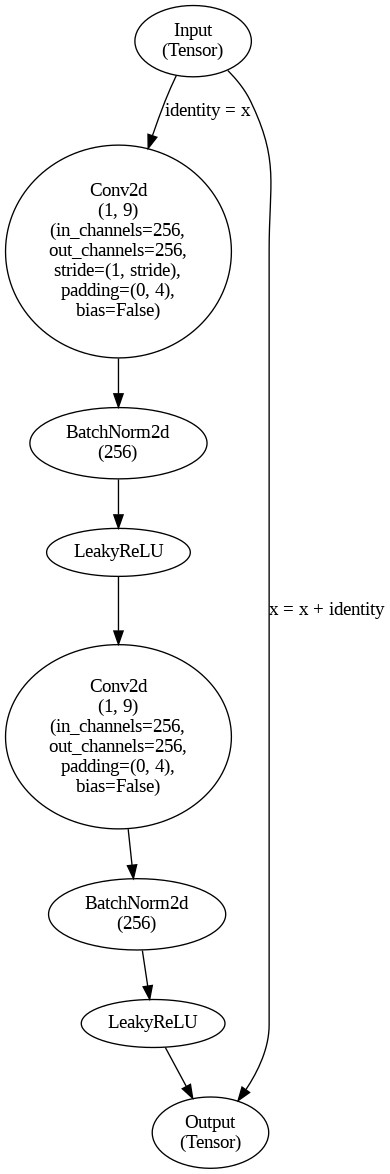 Input
(Tensor)
identity = x
Conv2d
(1, 9)
(in_channels=256,
out_channels=256,
stride=(1, stride),
padding=(0, 4),
bias=False)
BatchNorm2d
(256)
LeakyReLU
x = x + identity
Conv2d
(1, 9)
(in_channels=256,
out_channels=256,
padding=(0, 4),
bias=False)
BatchNorm2d
(256)
LeakyReLU
Output
(Tensor)